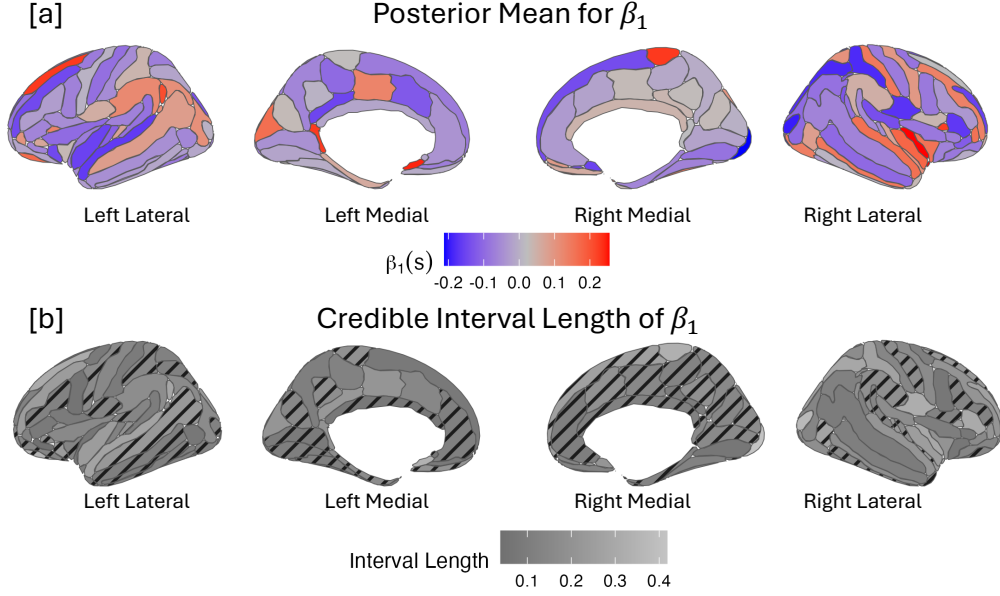 [a] Posterior Mean for β₁
Left Lateral Left Medial Right Medial Right Lateral
β₁(s)
-0.2 -0.1 0.0 0.1 0.2
[b] Credible Interval Length of β₁
Left Lateral Left Medial Right Medial Right Lateral
Interval Length
0.1 0.2 0.3 0.4